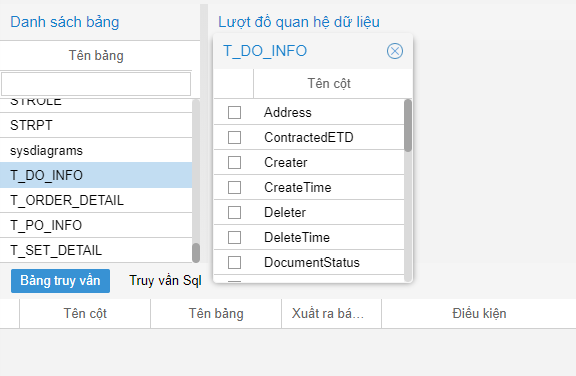 Danh sách bảng
Lượt đồ quan hệ dữ liệu
Tên bảng
STROLE
STRPT
sysdiagrams
T_DO_INFO
T_ORDER_DETAIL
T_PO_INFO
T_SET_DETAIL
T_DO_INFO
Tên cột
Address
ContractedETD
Creater
CreateTime
Deleter
DeleteTime
DocumentStatus
Bảng truy vấn
Truy vấn Sql
Tên cột
Tên bảng
Xuất ra bá…
Điều kiện